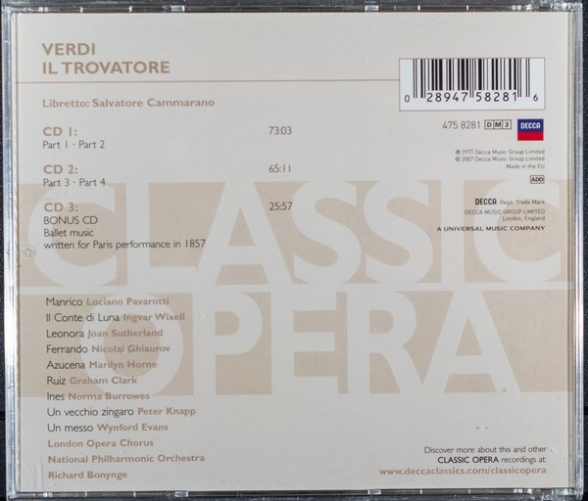 VERDI
IL TROVATORE
Libretto: Salvatore Cammarano
CD 1: 73:03
Part 1 · Part 2
CD 2: 65:11
Part 3 · Part 4
CD 3: 25:57
BONUS CD
Ballet music
written for Paris performance in 1857
0 28947 58281 6
475 8281 D M 3
DECCA
℗ 1977 Decca Music Group Limited
© 2007 Decca Music Group Limited
Made in the EU
ADD
DECCA Regd. Trade Mark
DECCA MUSIC GROUP LIMITED
London, England
A UNIVERSAL MUSIC COMPANY
CLASSIC
OPERA
Manrico Luciano Pavarotti
Il Conte di Luna Ingvar Wixell
Leonora Joan Sutherland
Ferrando Nicolai Ghiaurov
Azucena Marilyn Horne
Ruiz Graham Clark
Ines Norma Burrowes
Un vecchio zingaro Peter Knapp
Un messo Wynford Evans
London Opera Chorus
National Philharmonic Orchestra
Richard Bonynge
Discover more about this and other
CLASSIC OPERA recordings at:
www.deccaclassics.com/classicopera